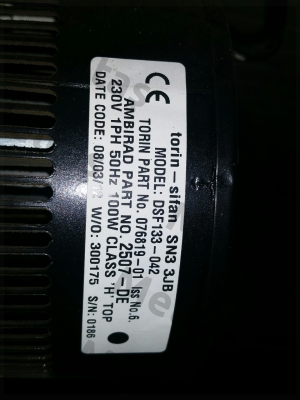 CE
torin-sifan SN3 3JB
MODEL: DSF133-042
TORIN PART No. 076819-01 Iss No.6.
AMBIRAD PART NO. 2507-DE
230V 1PH 50Hz 100W CLASS 'H' TOP
DATE CODE: 08/03/12 W/O: 300175 S/N: 0186